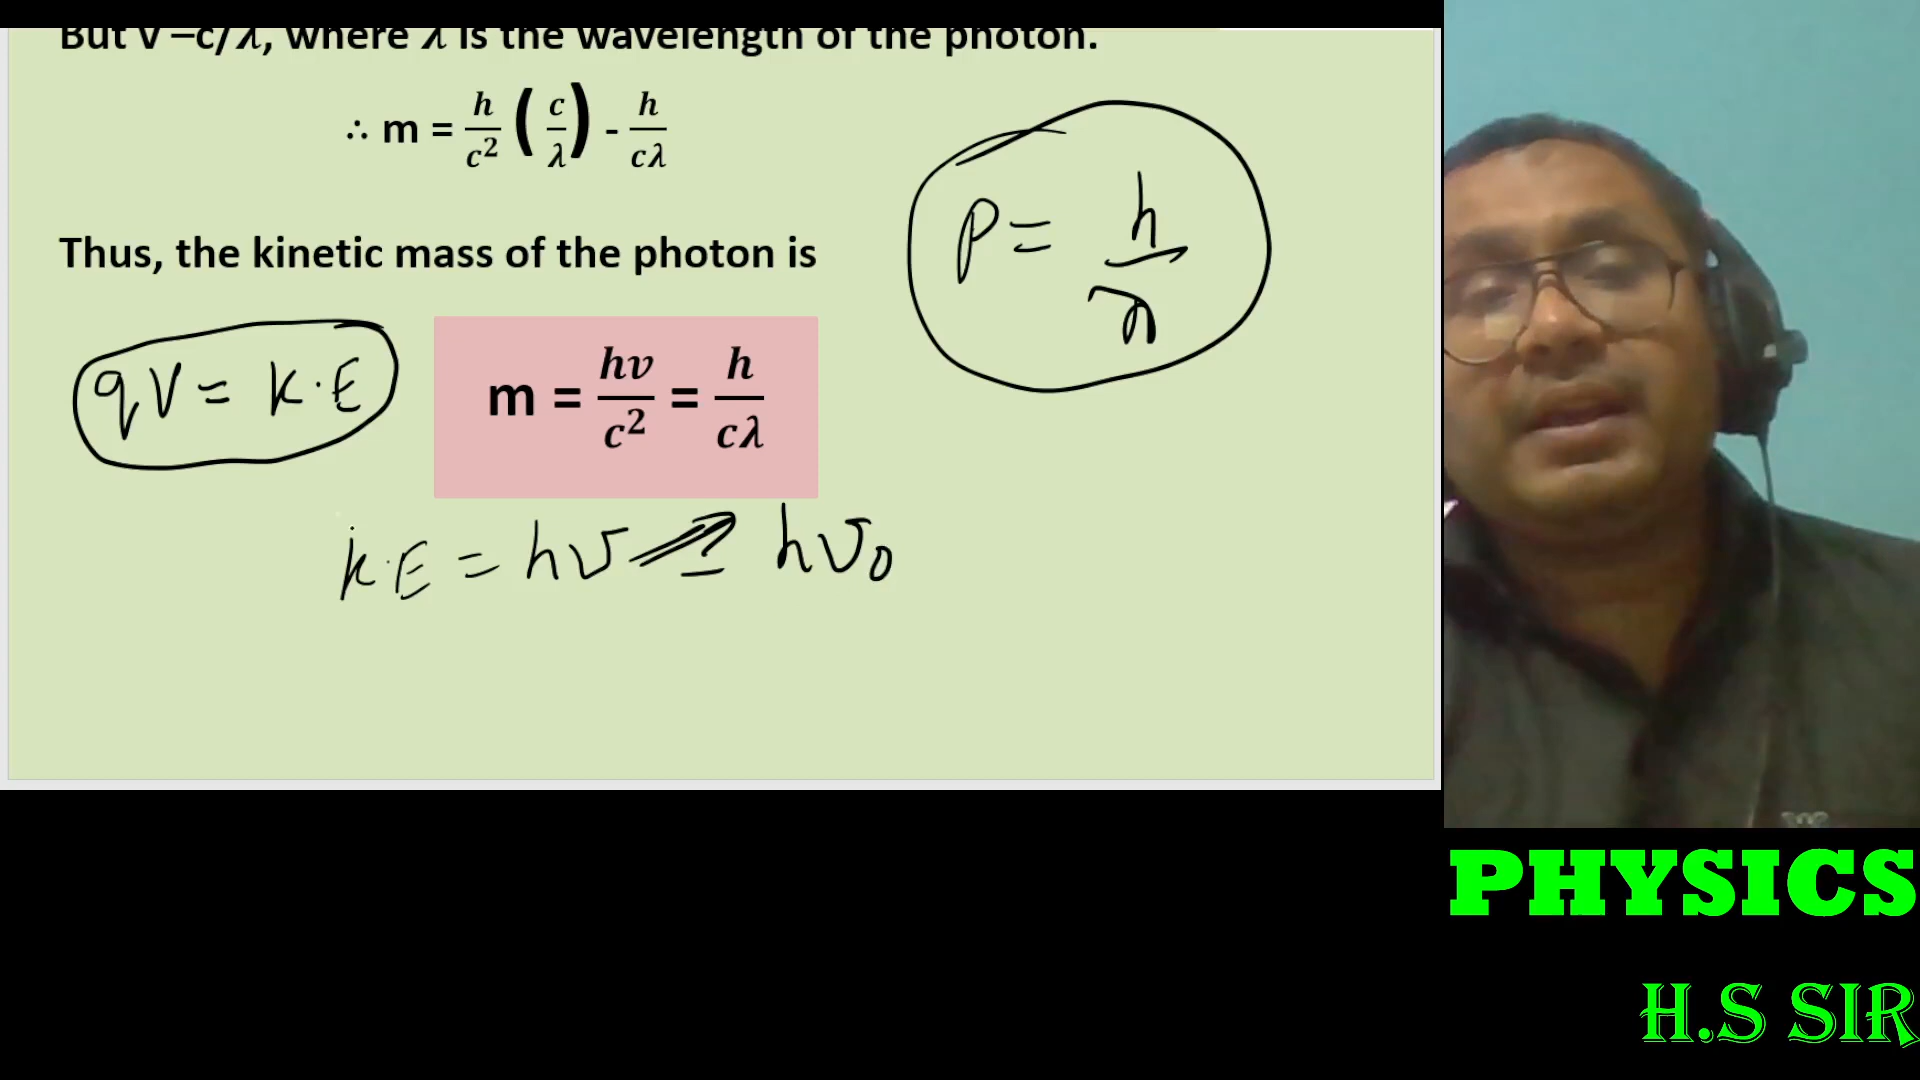 But v –c/λ, where λ is the wavelength of the photon.
∴ m = h/c² (c/λ) - h/cλ
P = h/λ
Thus, the kinetic mass of the photon is
qV = K.E
m = hν/c² = h/cλ
K.E = hν - hν₀
PHYSICS
H.S SIR